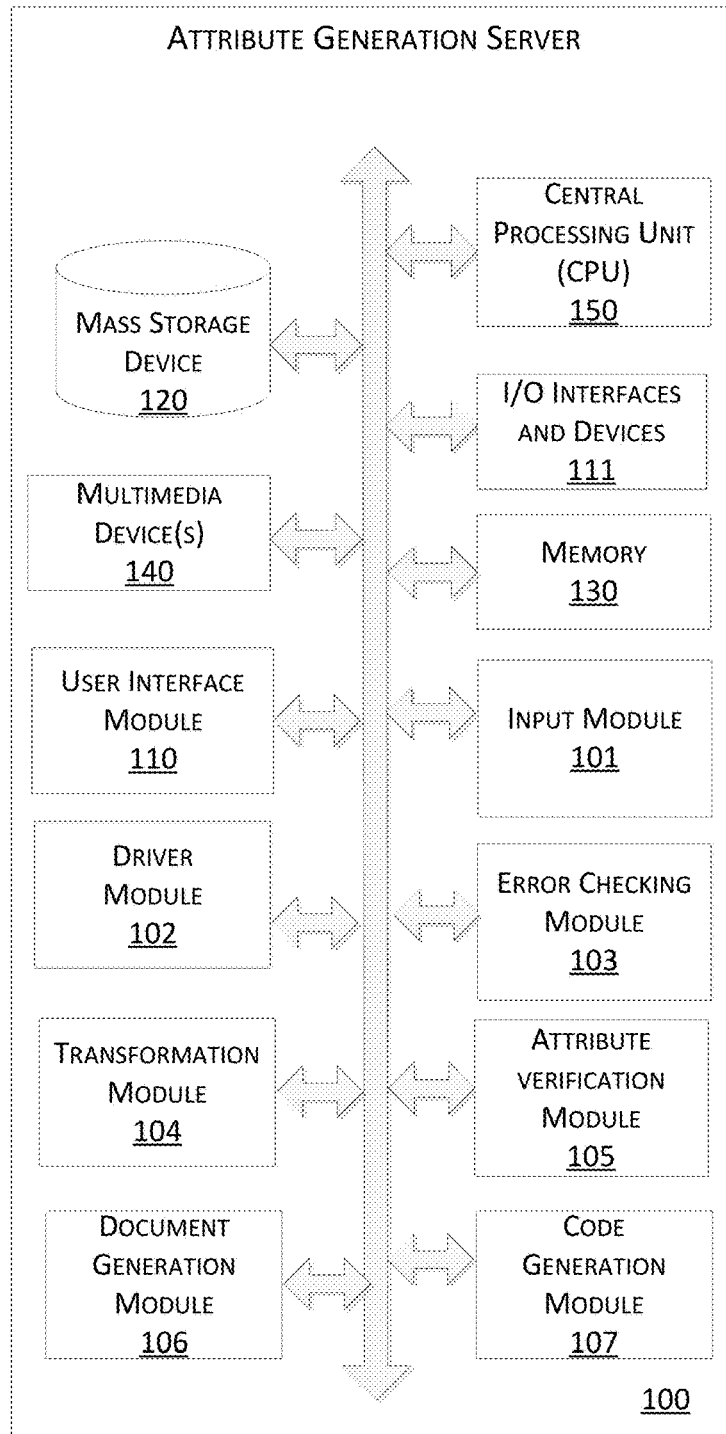 ATTRIBUTE GENERATION SERVER
CENTRAL
PROCESSING UNIT
(CPU)
150
MASS STORAGE
DEVICE
120
I/O INTERFACES
AND DEVICES
111
MULTIMEDIA
DEVICE(S)
140
MEMORY
130
USER INTERFACE
MODULE
110
INPUT MODULE
101
DRIVER
MODULE
102
ERROR CHECKING
MODULE
103
TRANSFORMATION
MODULE
104
ATTRIBUTE
VERIFICATION
MODULE
105
DOCUMENT
GENERATION
MODULE
106
CODE
GENERATION
MODULE
107
100